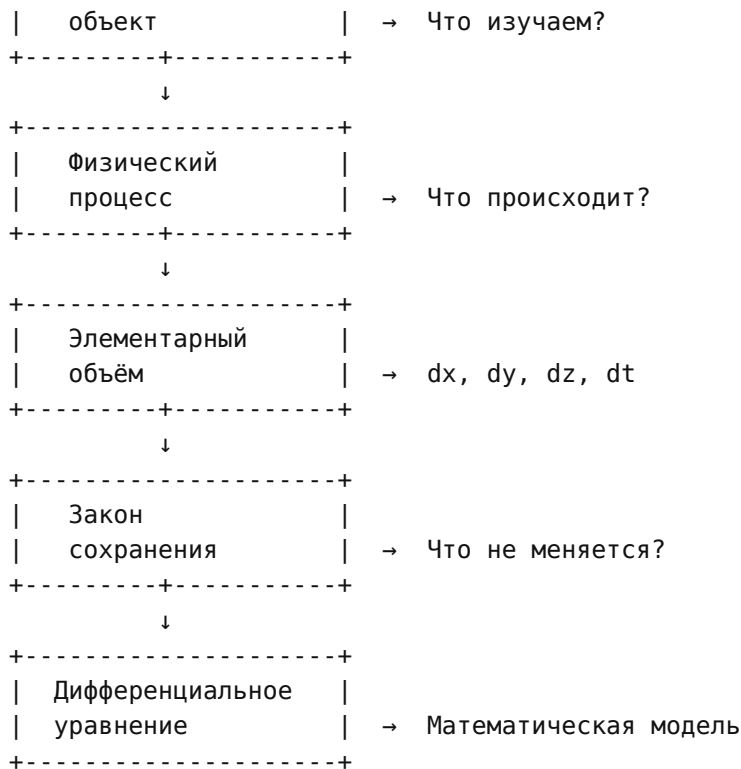 |   объект            |  →  Что изучаем?
+---------+-----------+
          ↓
+---------------------+
|   Физический        |
|   процесс           |  →  Что происходит?
+---------+-----------+
          ↓
+---------------------+
|   Элементарный      |
|   объём             |  →  dx, dy, dz, dt
+---------+-----------+
          ↓
+---------------------+
|   Закон             |
|   сохранения        |  →  Что не меняется?
+---------+-----------+
          ↓
+---------------------+
|  Дифференциальное   |
|  уравнение          |  →  Математическая модель
+---------------------+